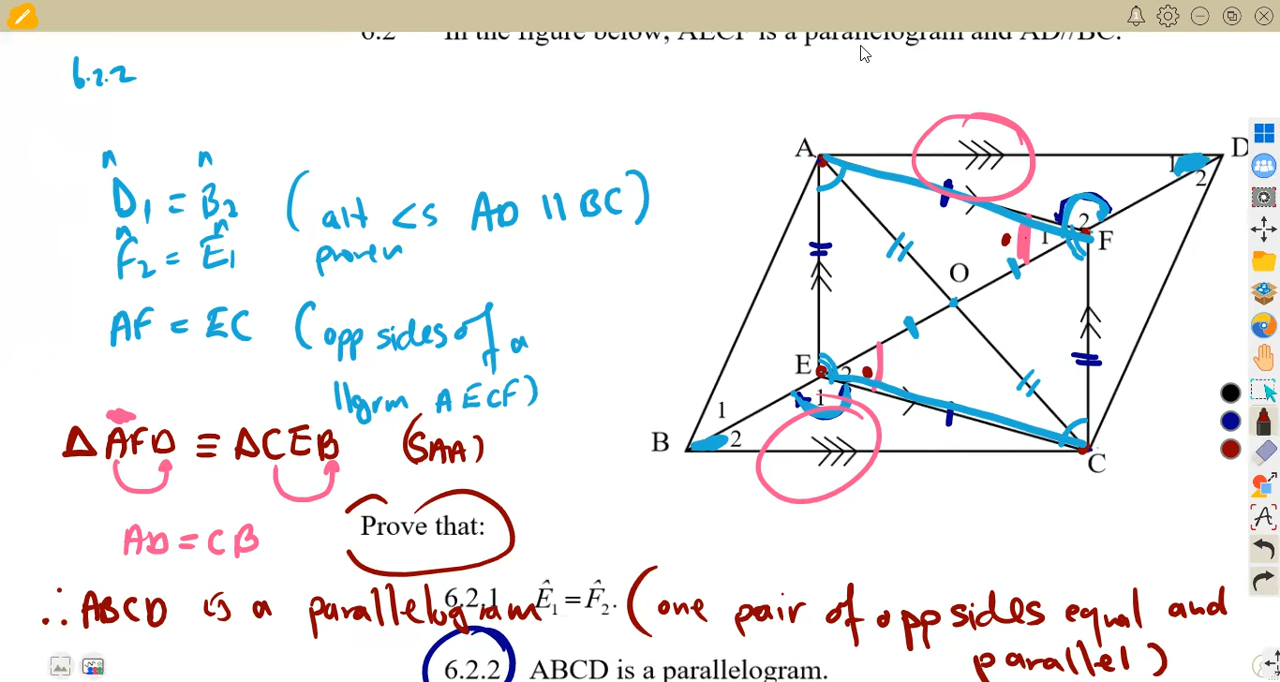 6.2 In the figure below, AECF is a parallelogram and AD//BC.
6.2.2
D̂₁ = B̂₂ (alt <s AD || BC)
F̂₂ = Ê₁ proven
AF = EC (opp sides of a
||grm AECF)
Δ AFD ≡ ΔCEB (SAA)
AD = CB
Prove that:
6.2.1 Ê₁ = F̂₂.
∴ ABCD is a parallelogram (one pair of opp sides equal and
parallel)
6.2.2 ABCD is a parallelogram.
A
D
1
2
2
1
F
O
E
2
1
1
B
2
C